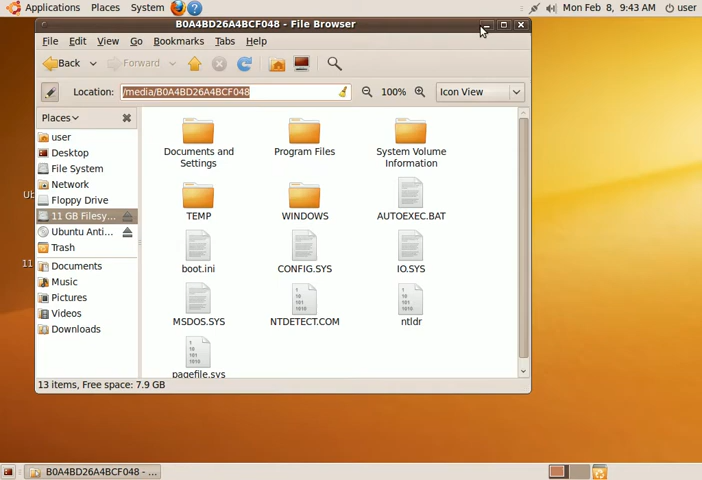 Applications Places System Mon Feb 8, 9:43 AM user
B0A4BD26A4BCF048 - File Browser
File Edit View Go Bookmarks Tabs Help
Back Forward
Location: /media/B0A4BD26A4BCF048 100% Icon View
Places
user
Desktop
File System
Network
Floppy Drive
11 GB Filesy...
Ubuntu Anti...
Trash
Documents
Music
Pictures
Videos
Downloads
Documents and Settings
Program Files
System Volume Information
TEMP
WINDOWS
AUTOEXEC.BAT
boot.ini
CONFIG.SYS
IO.SYS
MSDOS.SYS
NTDETECT.COM
ntldr
pagefile.sys
Ub
11
13 items, Free space: 7.9 GB
B0A4BD26A4BCF048 - ...